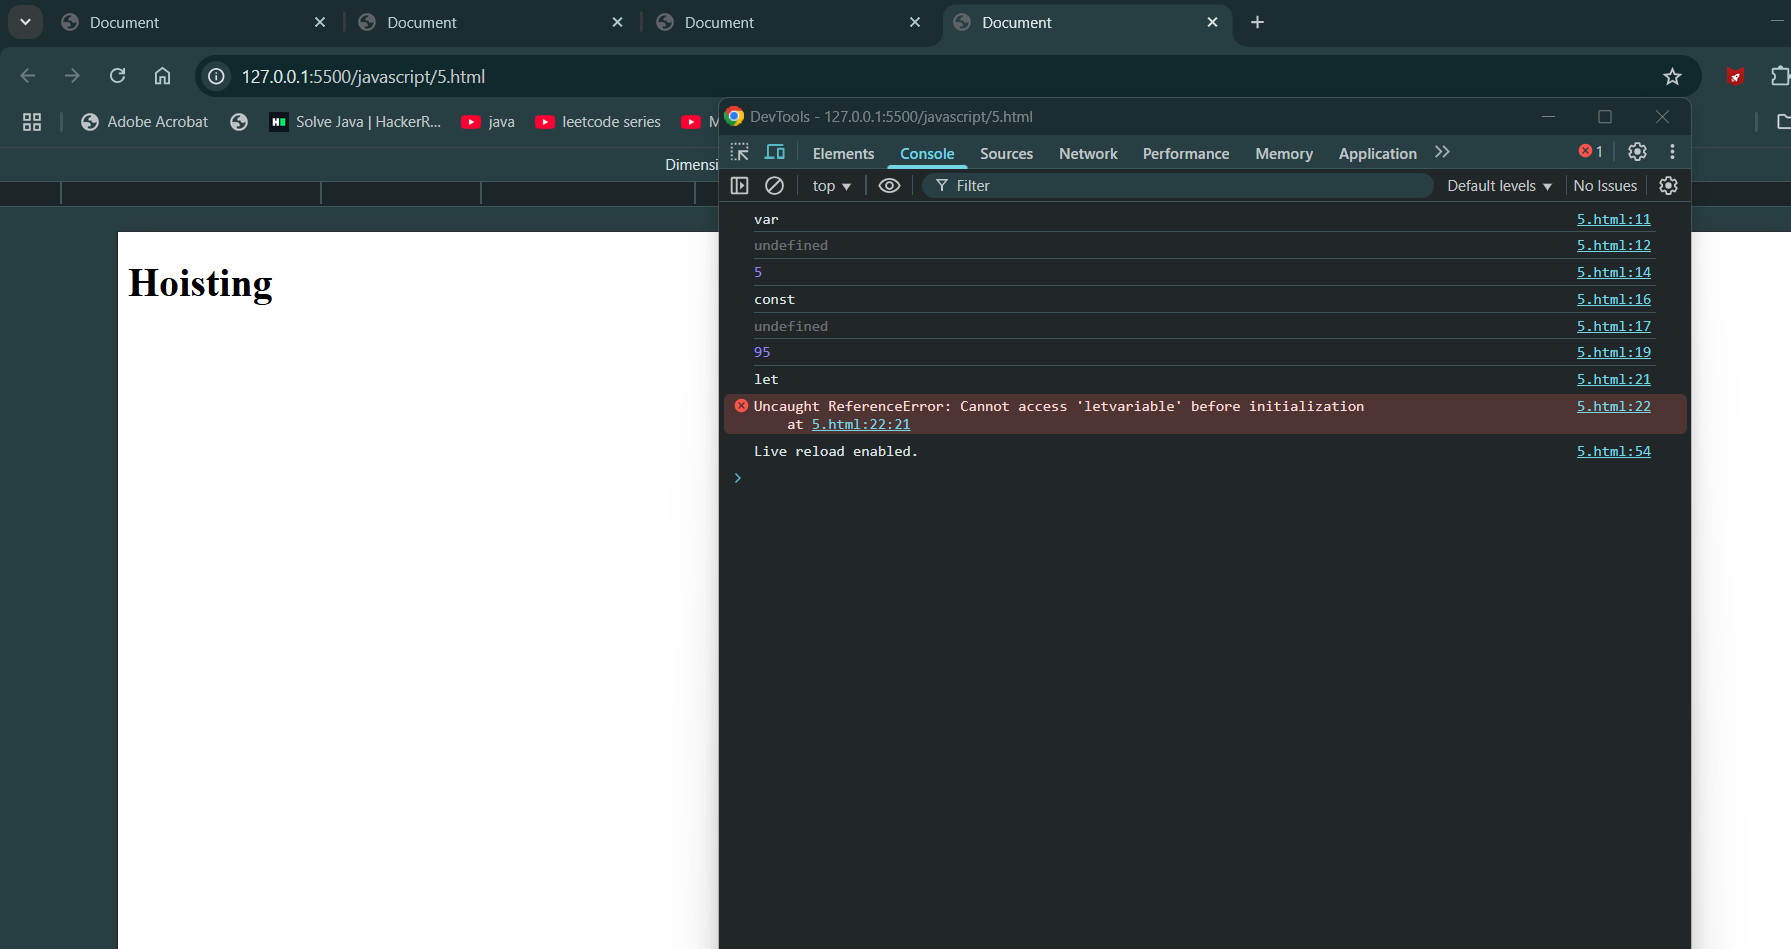 Document
Document
Document
Document
127.0.0.1:5500/javascript/5.html
Adobe Acrobat
Solve Java | HackerR...
java
leetcode series
M
DevTools - 127.0.0.1:5500/javascript/5.html
Dimensi
Elements Console Sources Network Performance Memory Application 1
top Filter Default levels No Issues
Hoisting
var 5.html:11
undefined 5.html:12
5 5.html:14
const 5.html:16
undefined 5.html:17
95 5.html:19
let 5.html:21
Uncaught ReferenceError: Cannot access 'letvariable' before initialization 5.html:22
at 5.html:22:21
Live reload enabled. 5.html:54